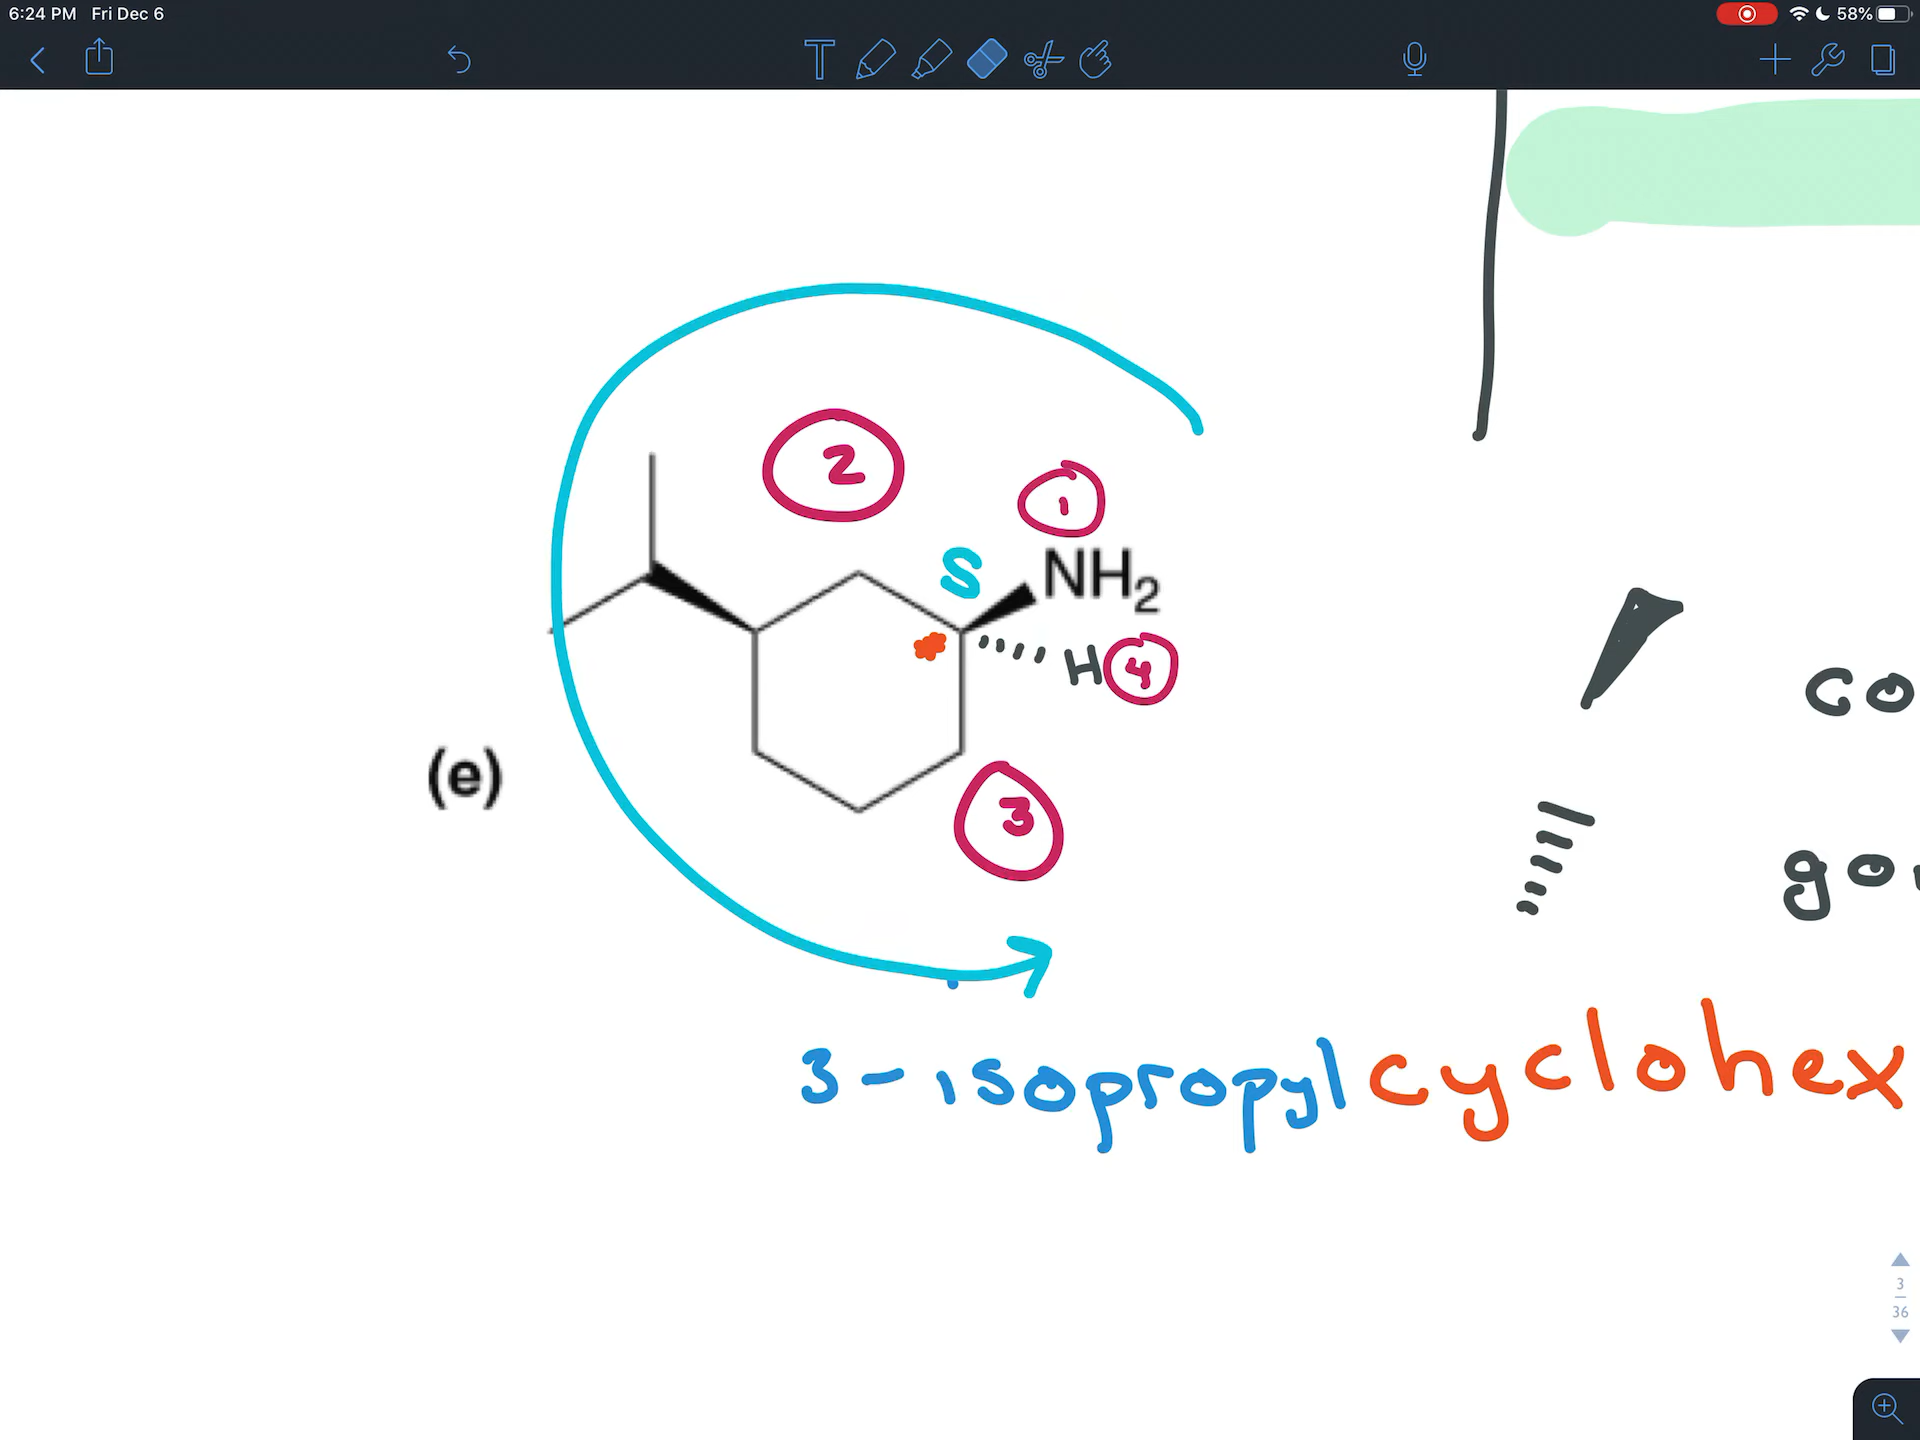 6:24 PM Fri Dec 6
58%
T
2
1
S
NH₂
H 4
(e)
3
co
go
3-isopropylcyclohex
3
36